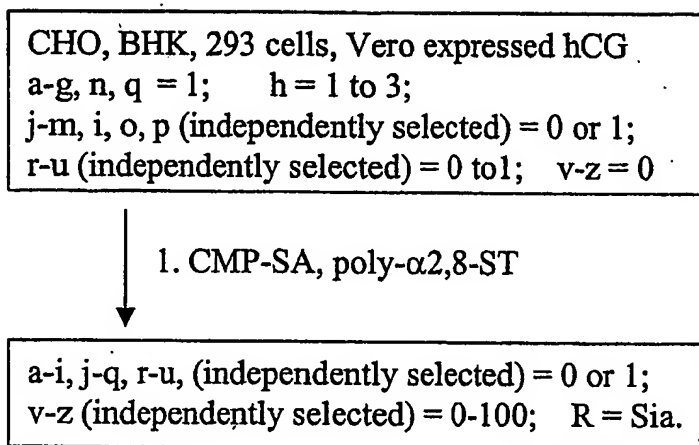 CHO, BHK, 293 cells, Vero expressed hCG
a-g, n, q = 1; h = 1 to 3;
j-m, i, o, p (independently selected) = 0 or 1;
r-u (independently selected) = 0 to1; v-z = 0
1. CMP-SA, poly-α2,8-ST
a-i, j-q, r-u, (independently selected) = 0 or 1;
v-z (independently selected) = 0-100; R = Sia.